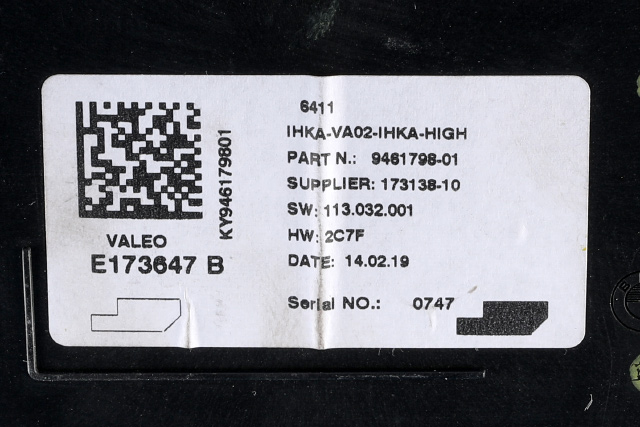 6411
IHKA-VA02-IHKA-HIGH
PART N.: 9461798-01
SUPPLIER: 173138-10
SW: 113.032.001
HW: 2C7F
DATE: 14.02.19
Serial NO.: 0747
KY946179801
VALEO
E173647 B